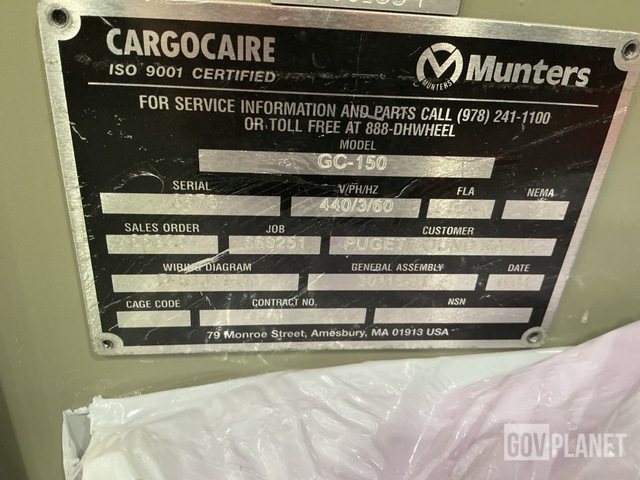 CARGOCAIRE
ISO 9001 CERTIFIED
MUNTERS
Munters
FOR SERVICE INFORMATION AND PARTS CALL (978) 241-1100
OR TOLL FREE AT 888-DHWHEEL
MODEL
GC-150
SERIAL V/PH/HZ FLA NEMA
440/3/60
SALES ORDER JOB CUSTOMER
PUGET SOUND
WIRING DIAGRAM GENERAL ASSEMBLY DATE
CAGE CODE CONTRACT NO. NSN
79 Monroe Street, Amesbury, MA 01913 USA
GOVPLANET